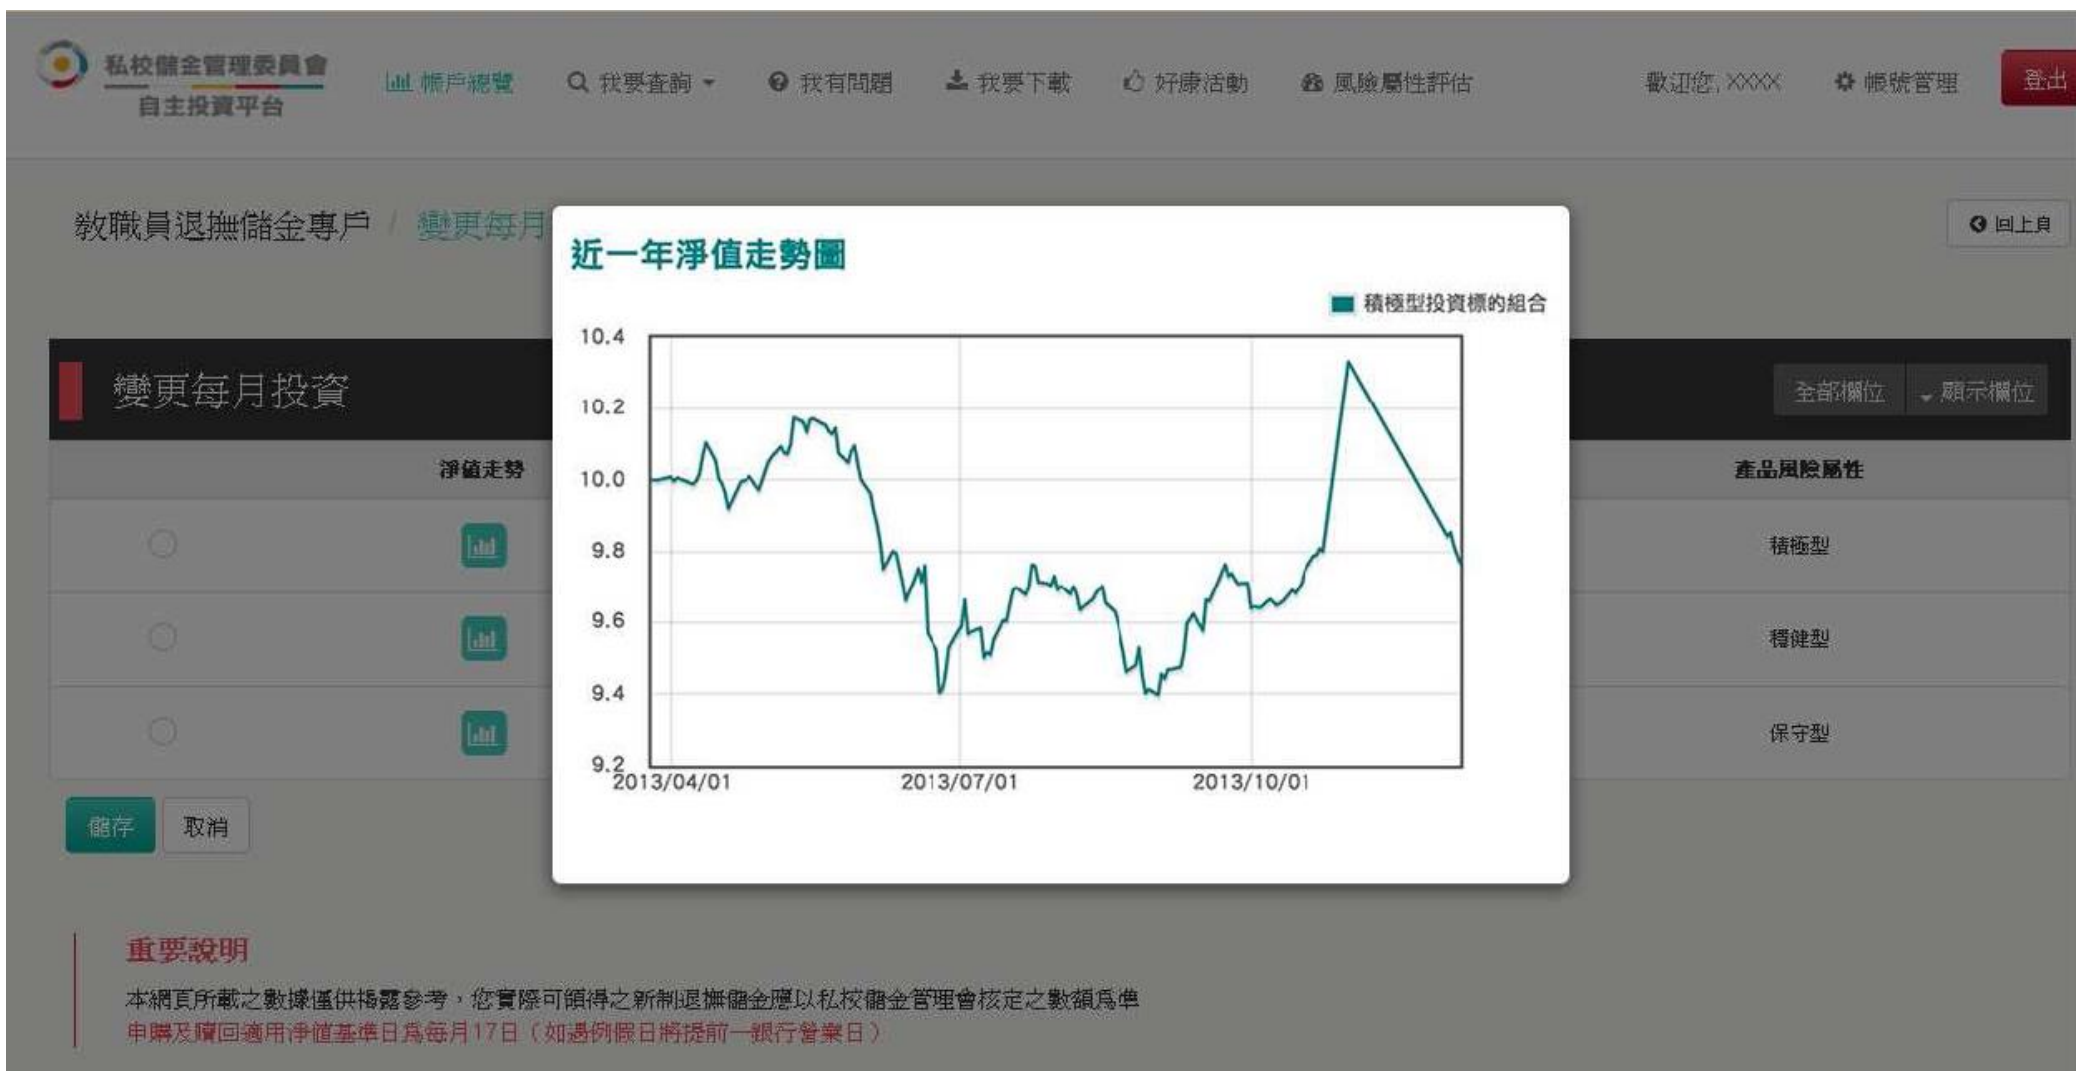 私校儲金管理委員會
自主投資平台
帳戶總覽
我要查詢
我有問題
我要下載
好康活動
風險屬性評估
歡迎您, XXXX
帳號管理
登出
教職員退撫儲金專戶 / 變更每月
回上頁
近一年淨值走勢圖
積極型投資標的組合
10.4
10.2
10.0
9.8
9.6
9.4
9.2
2013/04/01
2013/07/01
2013/10/01
變更每月投資
全部欄位
顯示欄位
淨值走勢
產品風險屬性
積極型
穩健型
保守型
儲存
取消
重要說明
本網頁所載之數據僅供揭露參考，您實際可領得之新制退撫儲金應以私校儲金管理會核定之數額為準
申購及贖回適用淨值基準日為每月17日（如遇例假日將提前一銀行營業日）